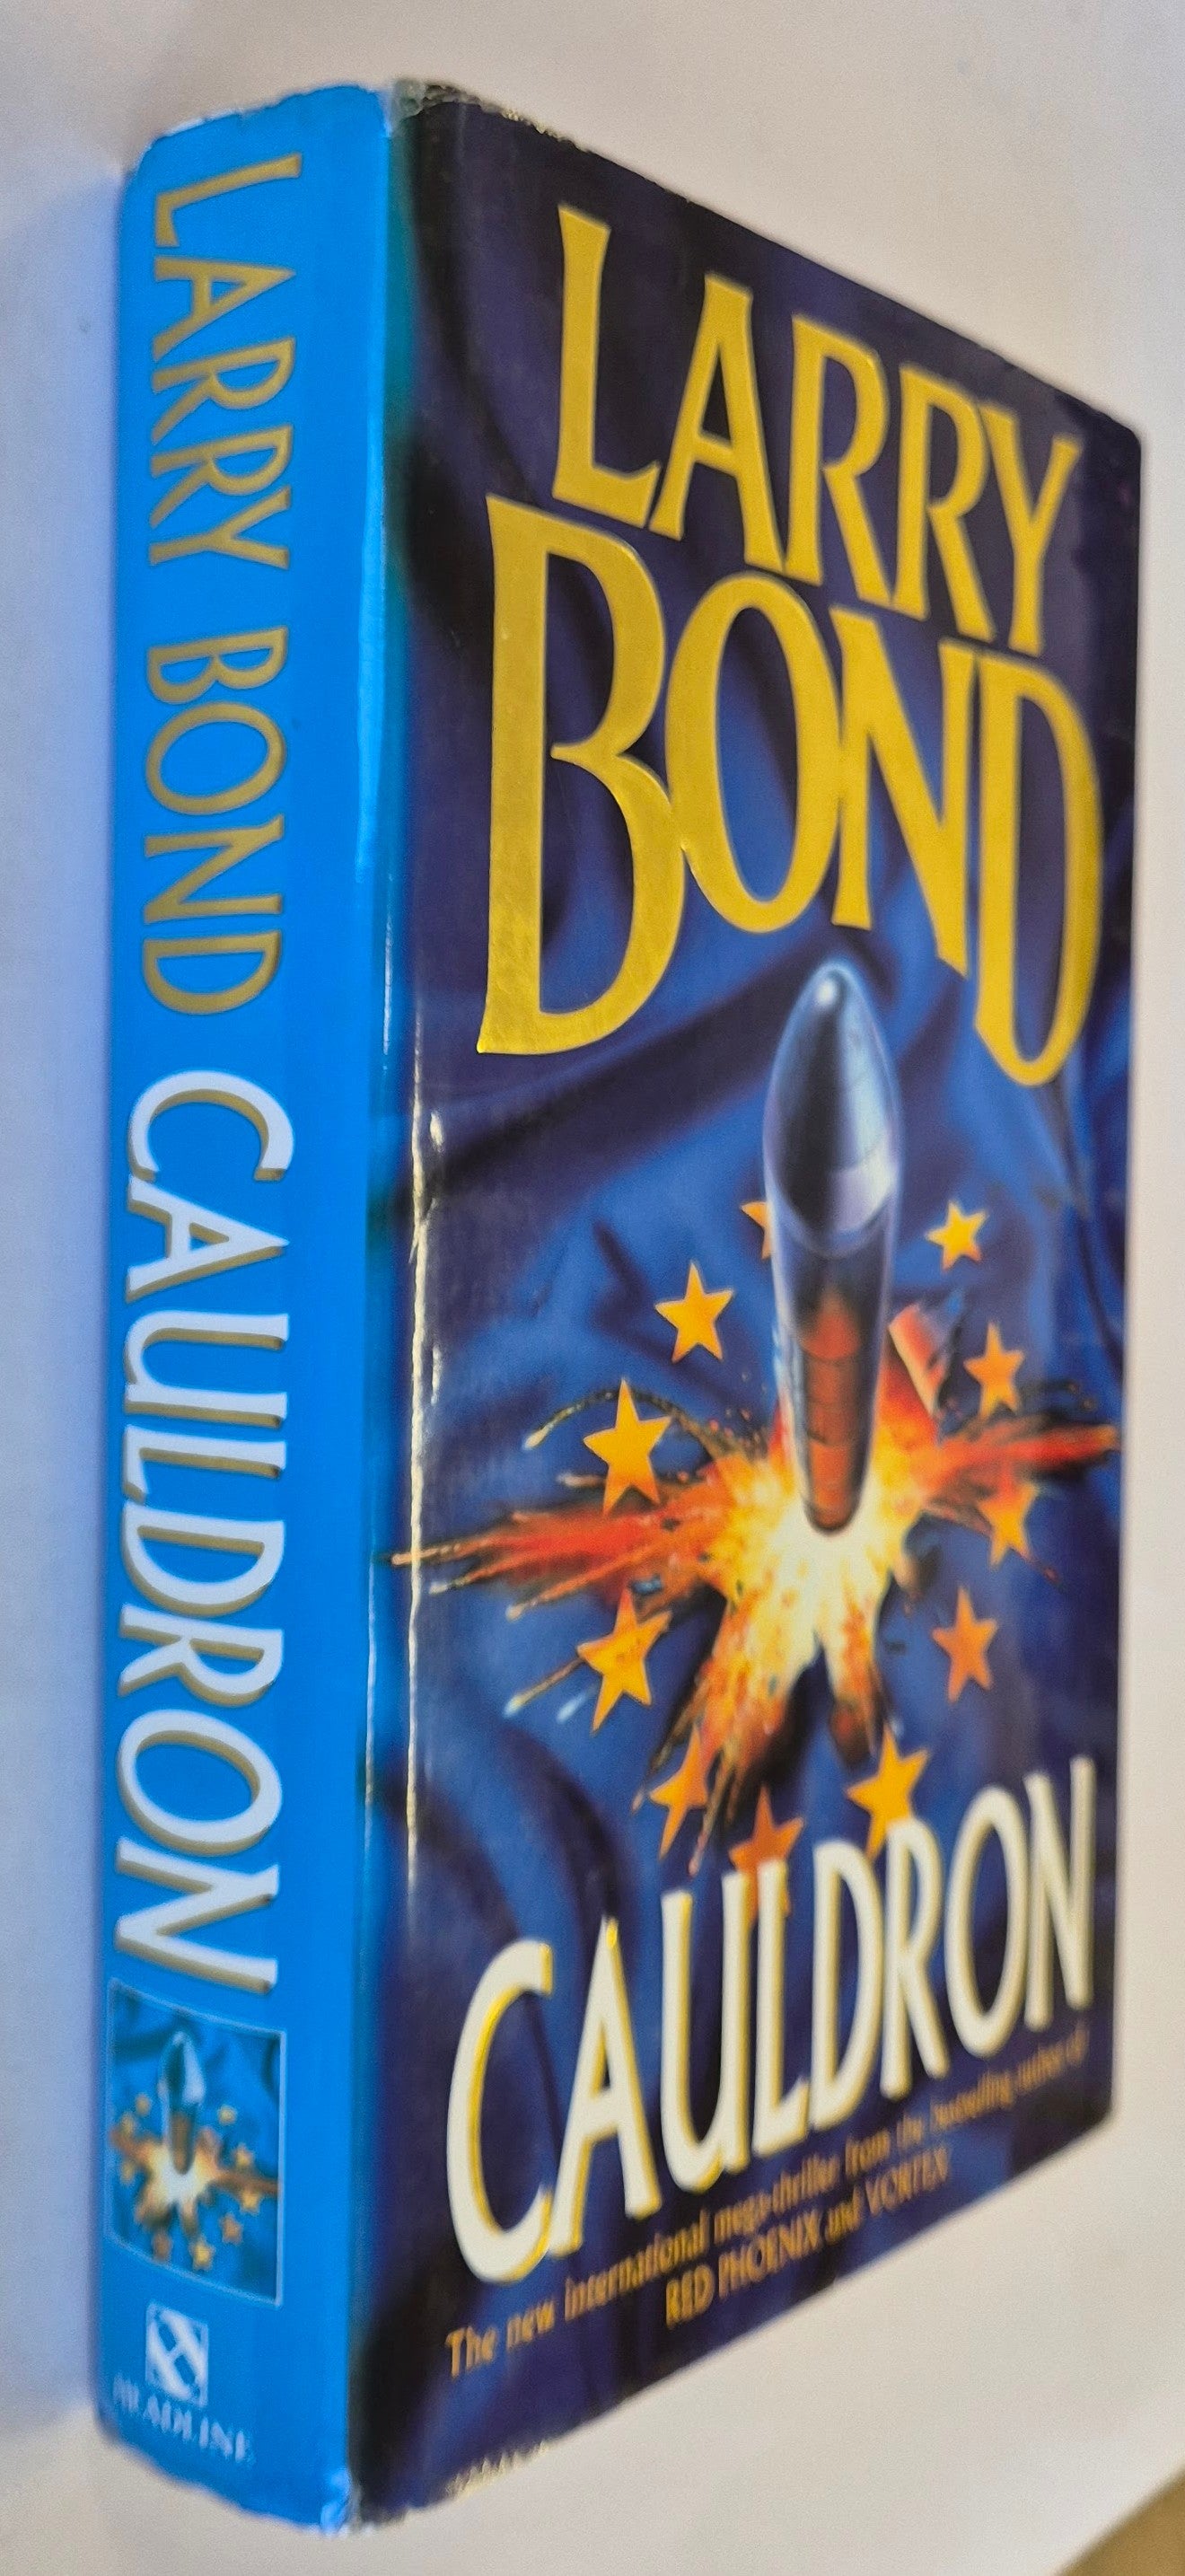 LARRY BOND CAULDRON
HEADLINE
LARRY
BOND
CAULDRON
The new international mega-thriller from the bestselling author of
RED PHOENIX and VORTEX